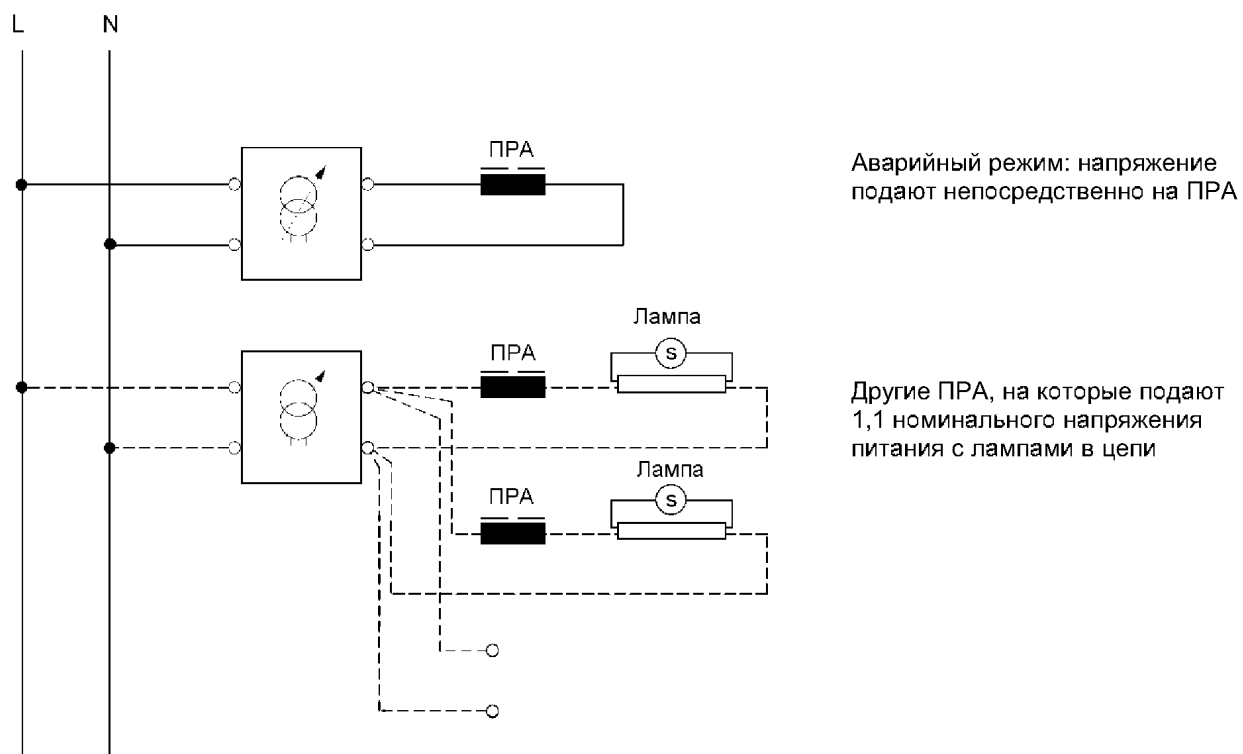 L
N
ПРА
Аварийный режим: напряжение
подают непосредственно на ПРА
Лампа
ПРА
S
Другие ПРА, на которые подают
1,1 номинального напряжения
питания с лампами в цепи
Лампа
ПРА
S